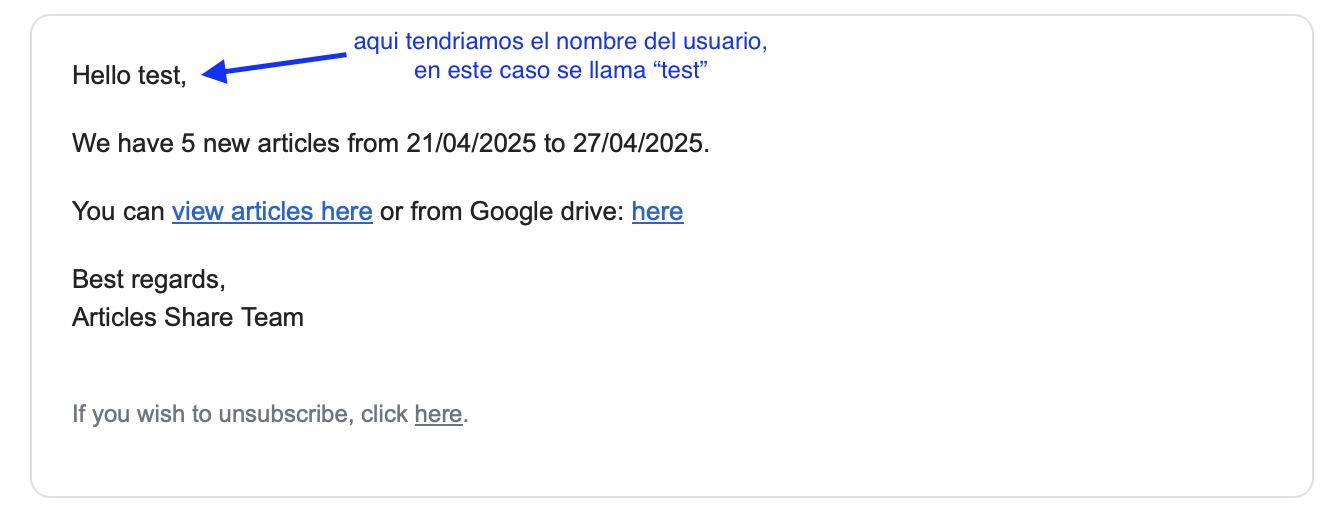 aqui tendriamos el nombre del usuario,
en este caso se llama “test”
Hello test,
We have 5 new articles from 21/04/2025 to 27/04/2025.
You can view articles here or from Google drive: here
Best regards,
Articles Share Team
If you wish to unsubscribe, click here.